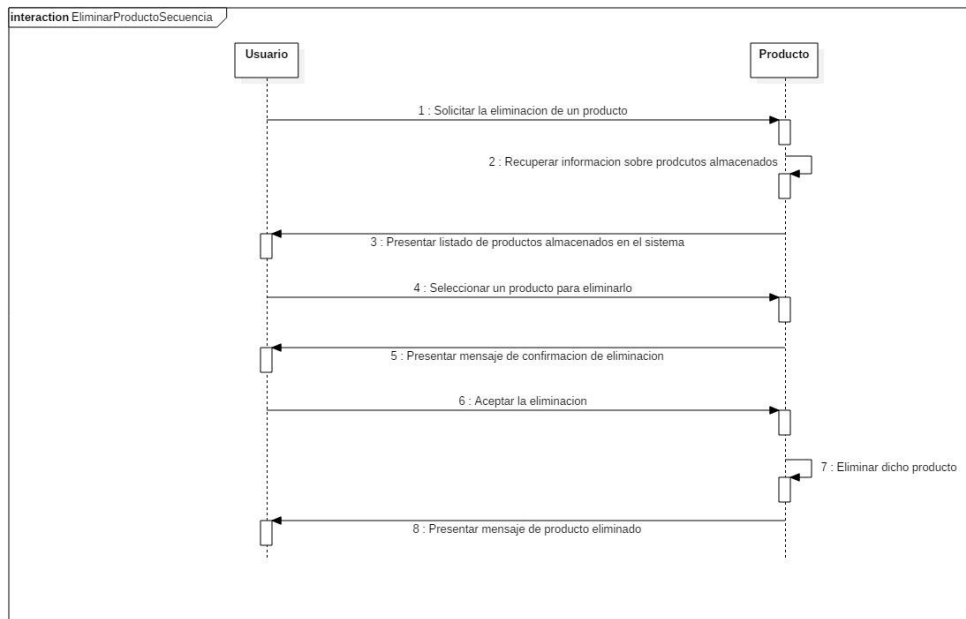 interaction EliminarProductoSecuencia
Usuario
Producto
1 : Solicitar la eliminacion de un producto
2 : Recuperar informacion sobre prodcutos almacenados
3 : Presentar listado de productos almacenados en el sistema
4 : Seleccionar un producto para eliminarlo
5 : Presentar mensaje de confirmacion de eliminacion
6 : Aceptar la eliminacion
7 : Eliminar dicho producto
8 : Presentar mensaje de producto eliminado